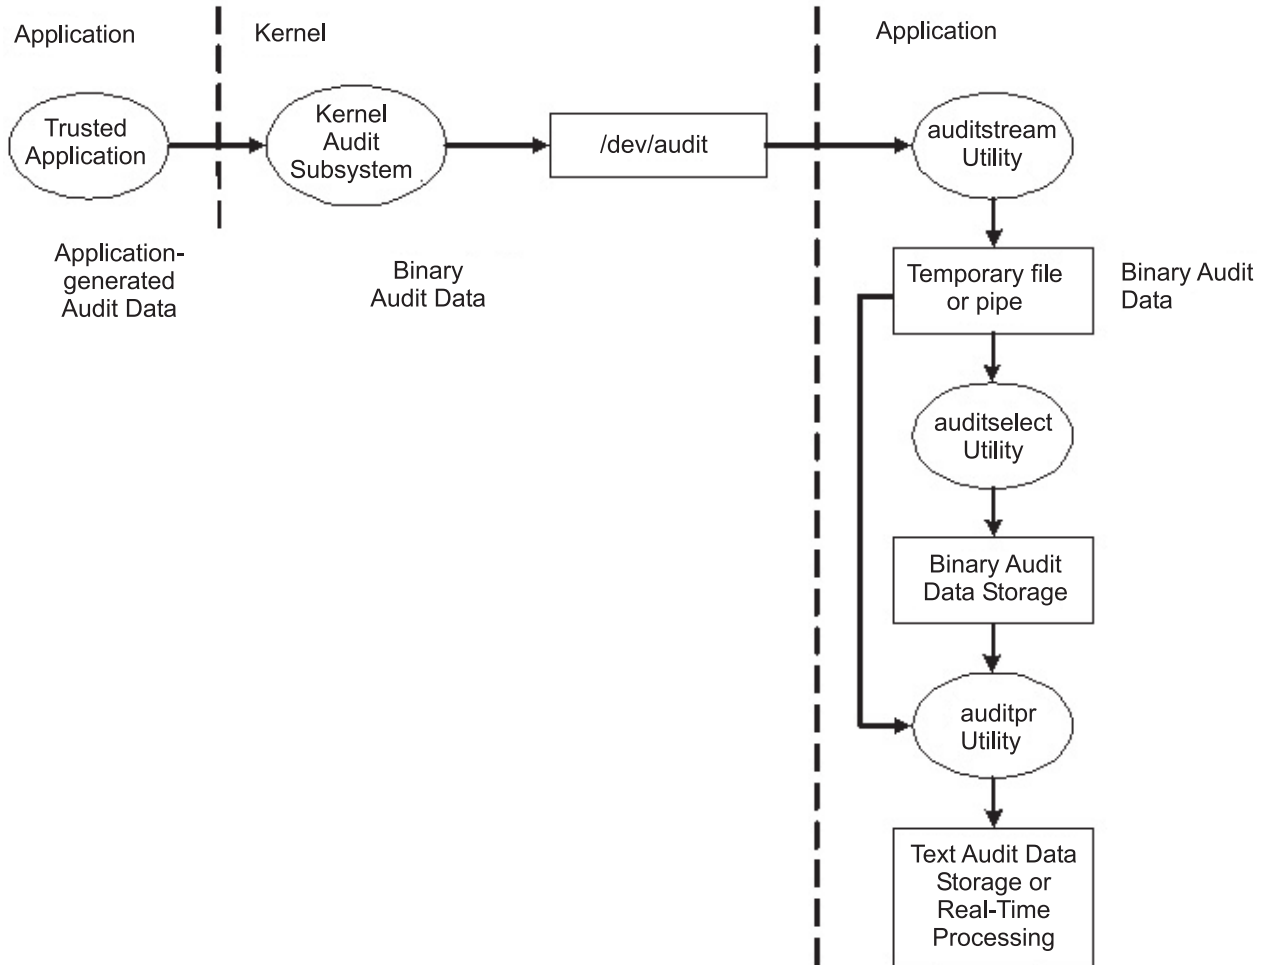 Application
Kernel
Application
Trusted
Application
Kernel
Audit
Subsystem
/dev/audit
auditstream
Utility
Application-
generated
Audit Data
Binary
Audit Data
Temporary file
or pipe
Binary Audit
Data
auditselect
Utility
Binary Audit
Data Storage
auditpr
Utility
Text Audit Data
Storage or
Real-Time
Processing